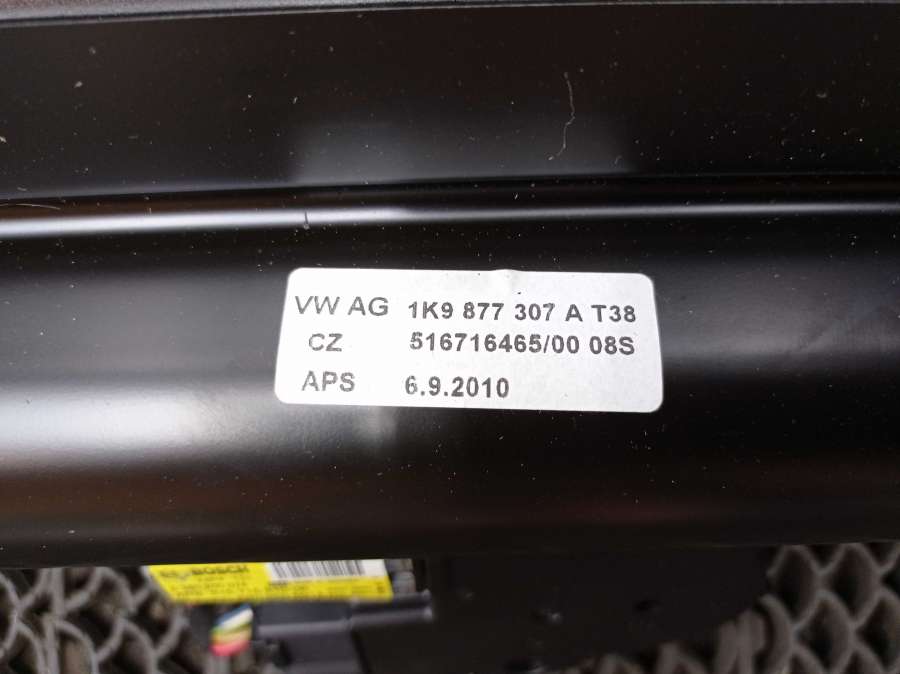 VW AG 1K9 877 307 A T38
CZ 516716465/00 08S
APS 6.9.2010
BOSCH